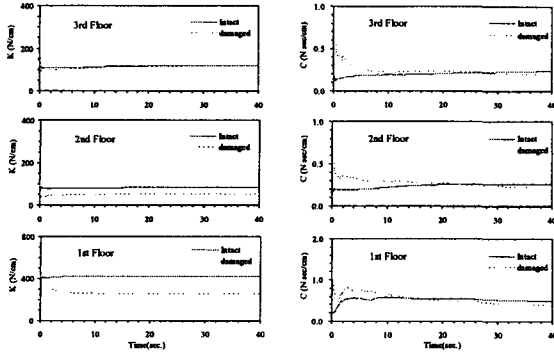 400
3rd Floor
Intact
damaged
K (N/cm)
200
0
0 10 20 30 40
400
2nd Floor
Intact
damaged
K (N/cm)
200
0
0 10 20 30 40
800
1st Floor
Intact
damaged
K (N/cm)
400
0
0 10 20 30 40
Time(sec.)
1.0
3rd Floor
Intact
damaged
C (N sec/cm)
0.5
0.0
0 10 20 30 40
1.0
2nd Floor
Intact
damaged
C (N sec/cm)
0.5
0.0
0 10 20 30 40
2.0
1st Floor
Intact
damaged
C (N sec/cm)
1.0
0.0
0 10 20 30 40
Time(sec.)